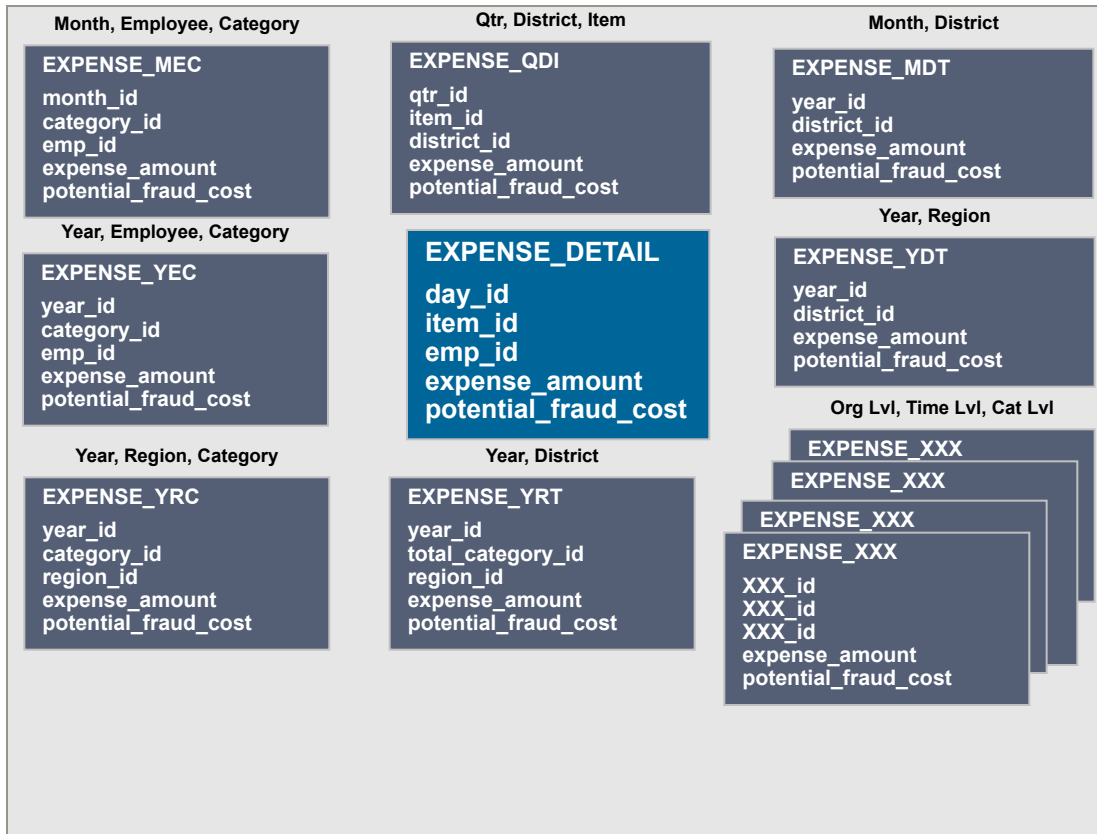 Month, Employee, Category
EXPENSE_MEC
month_id
category_id
emp_id
expense_amount
potential_fraud_cost
Qtr, District, Item
EXPENSE_QDI
qtr_id
item_id
district_id
expense_amount
potential_fraud_cost
Month, District
EXPENSE_MDT
year_id
district_id
expense_amount
potential_fraud_cost
Year, Employee, Category
EXPENSE_YEC
year_id
category_id
emp_id
expense_amount
potential_fraud_cost
EXPENSE_DETAIL
day_id
item_id
emp_id
expense_amount
potential_fraud_cost
Year, Region
EXPENSE_YDT
year_id
district_id
expense_amount
potential_fraud_cost
Year, Region, Category
EXPENSE_YRC
year_id
category_id
region_id
expense_amount
potential_fraud_cost
Year, District
EXPENSE_YRT
year_id
total_category_id
region_id
expense_amount
potential_fraud_cost
Org Lvl, Time Lvl, Cat Lvl
EXPENSE_XXX
EXPENSE_XXX
EXPENSE_XXX
EXPENSE_XXX
XXX_id
XXX_id
XXX_id
expense_amount
potential_fraud_cost